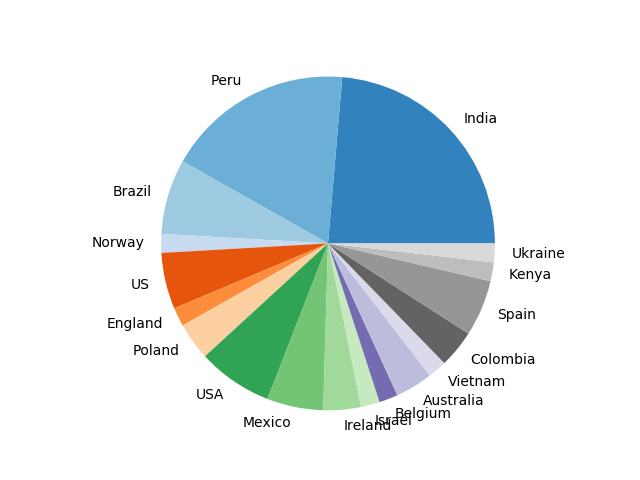 Peru
India
Brazil
Norway
US
England
Poland
USA
Mexico
Ireland
Israel
Belgium
Australia
Vietnam
Colombia
Spain
Kenya
Ukraine